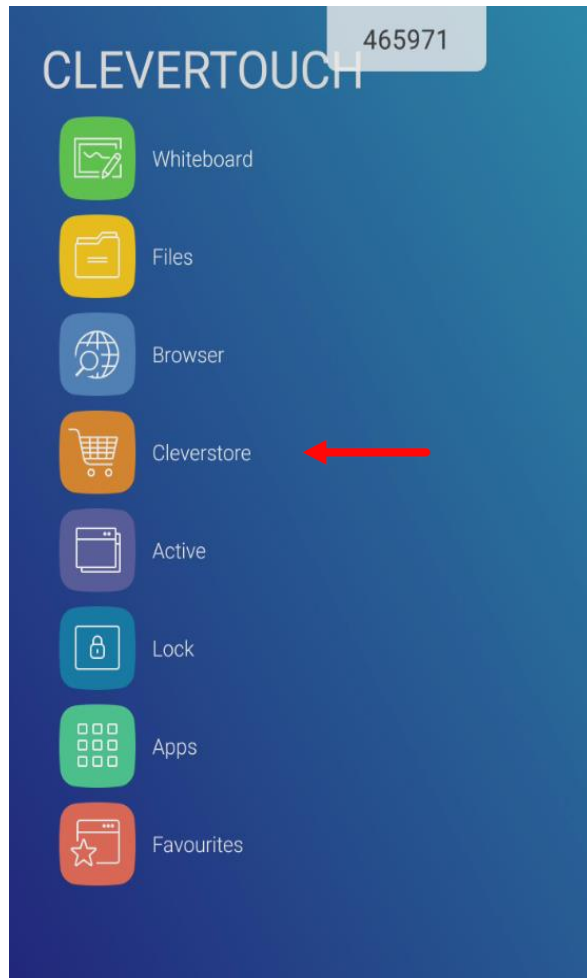 465971
CLEVERTOUCH
Whiteboard
Files
Browser
Cleverstore
Active
Lock
Apps
Favourites